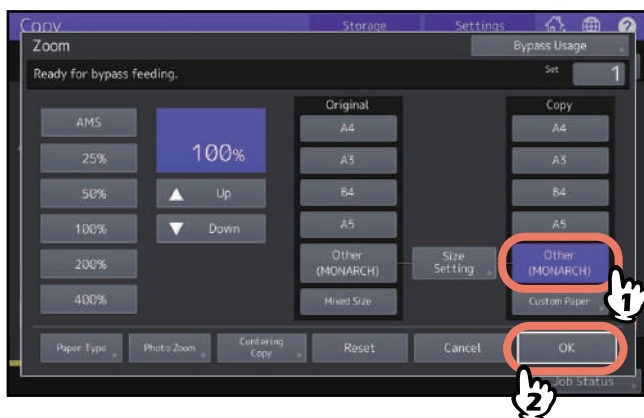 Copy
Storage
Settings
Zoom
Bypass Usage
Ready for bypass feeding.
Set
1
Original
Copy
AMS
25%
50%
100%
200%
400%
100%
Up
Down
A4
A3
B4
A5
Other
(MONARCH)
Mixed Size
Size
Setting
A4
A3
B4
A5
Other
(MONARCH)
Custom Paper
1
Paper Type
Photo Zoom
Centering
Copy
Reset
Cancel
OK
2
Job Status